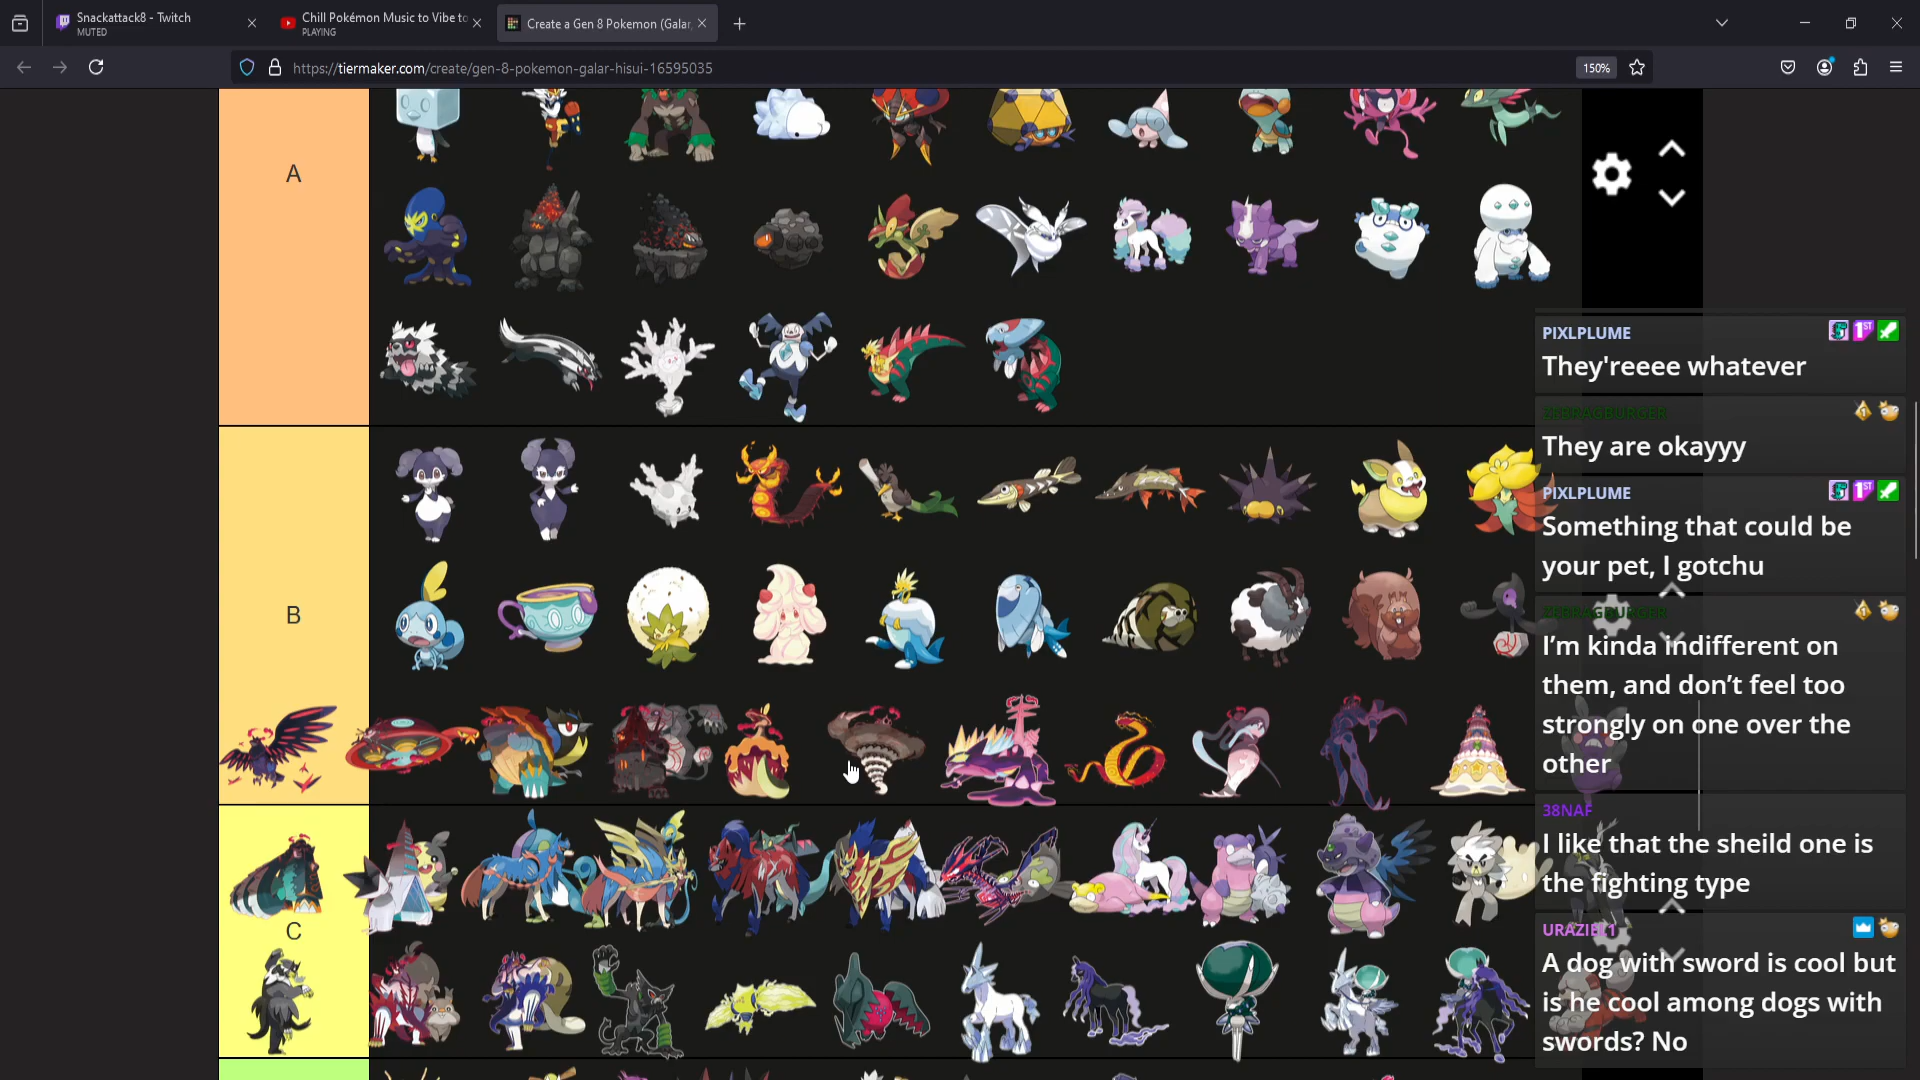 Snackattack8 - Twitch
MUTED
Chill Pokémon Music to Vibe to
PLAYING
Create a Gen 8 Pokemon (Galar,
https://tiermaker.com/create/gen-8-pokemon-galar-hisui-16595035
150%
A
B
C
PIXLPLUME
They'reeee whatever
ZEBRAGBURGER
They are okayyy
PIXLPLUME
Something that could be
your pet, I gotchu
ZEBRAGBURGER
I'm kinda indifferent on
them, and don't feel too
strongly on one over the
other
38NAF
I like that the sheild one is
the fighting type
URAZIEL1
A dog with sword is cool but
is he cool among dogs with
swords? No